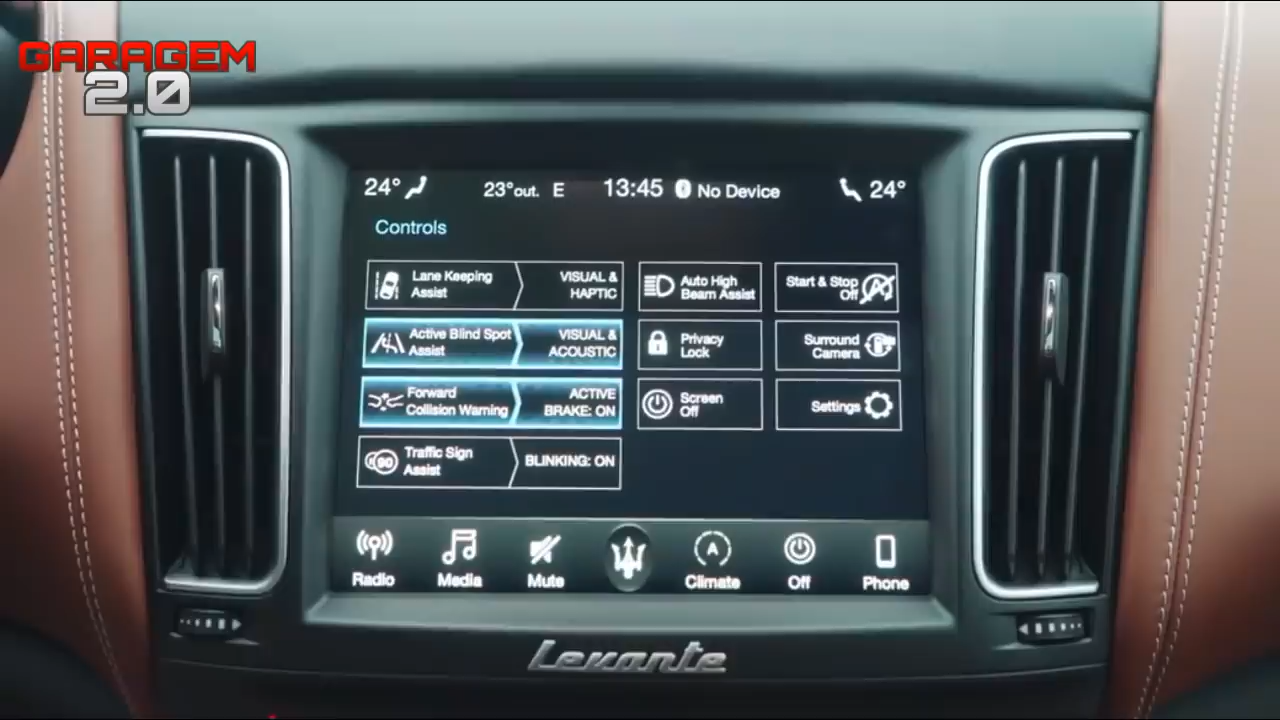 GARAGEM
2.0
24° 23°out. E 13:45 No Device 24°
Controls
Lane Keeping
Assist
VISUAL &
HAPTIC
Auto High
Beam Assist
Start & Stop
Off
Active Blind Spot
Assist
VISUAL &
ACOUSTIC
Privacy
Lock
Surround
Camera
Forward
Collision Warning
ACTIVE
BRAKE: ON
Screen
Off
Settings
90
Traffic Sign
Assist
BLINKING: ON
A
Radio Media Mute Climate Off Phone
Levante